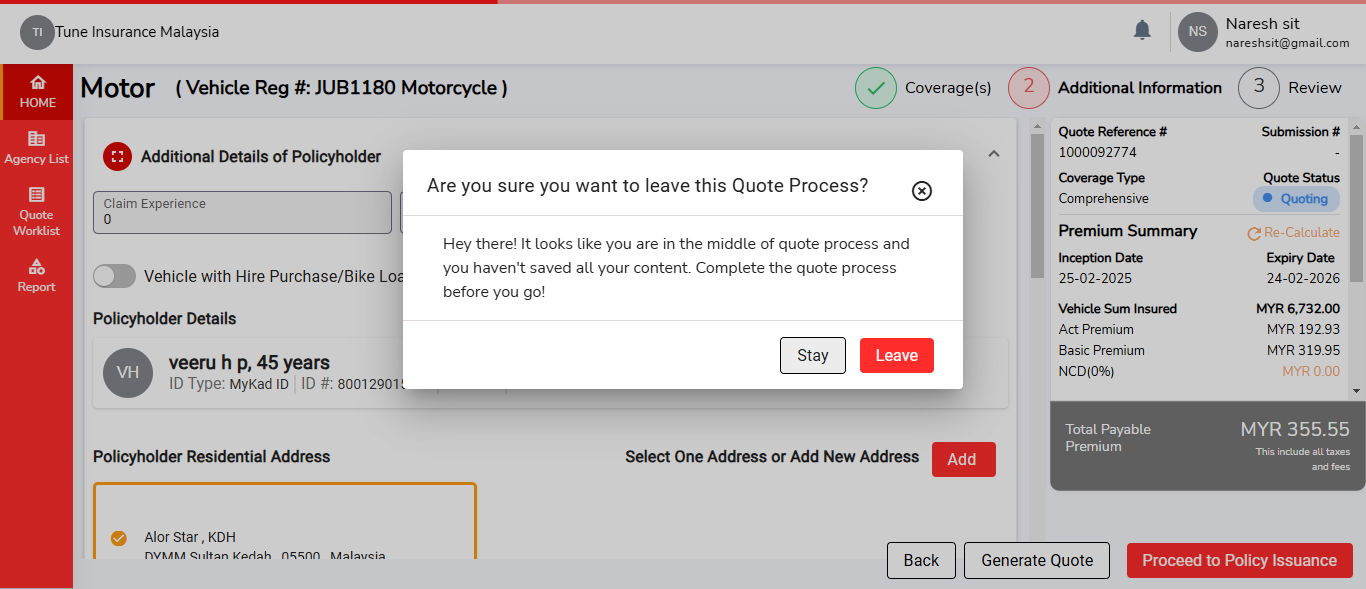 TI Tune Insurance Malaysia
NS Naresh sit
nareshsit@gmail.com
HOME
Agency List
Quote
Worklist
Report
Motor ( Vehicle Reg #: JUB1180 Motorcycle )
Coverage(s) 2 Additional Information 3 Review
Additional Details of Policyholder
Claim Experience
0
Vehicle with Hire Purchase/Bike Loa
Policyholder Details
VH
veeru h p, 45 years
ID Type: MyKad ID ID #: 80012901
Policyholder Residential Address
Select One Address or Add New Address Add
Alor Star , KDH
DYMM Sultan Kedah , 05500 , Malaysia
Are you sure you want to leave this Quote Process?
Hey there! It looks like you are in the middle of quote process and
you haven't saved all your content. Complete the quote process
before you go!
Stay Leave
Quote Reference # Submission #
1000092774 -
Coverage Type Quote Status
Comprehensive Quoting
Premium Summary Re-Calculate
Inception Date Expiry Date
25-02-2025 24-02-2026
Vehicle Sum Insured MYR 6,732.00
Act Premium MYR 192.93
Basic Premium MYR 319.95
NCD(0%) MYR 0.00
Total Payable
Premium
MYR 355.55
This include all taxes
and fees
Back Generate Quote Proceed to Policy Issuance